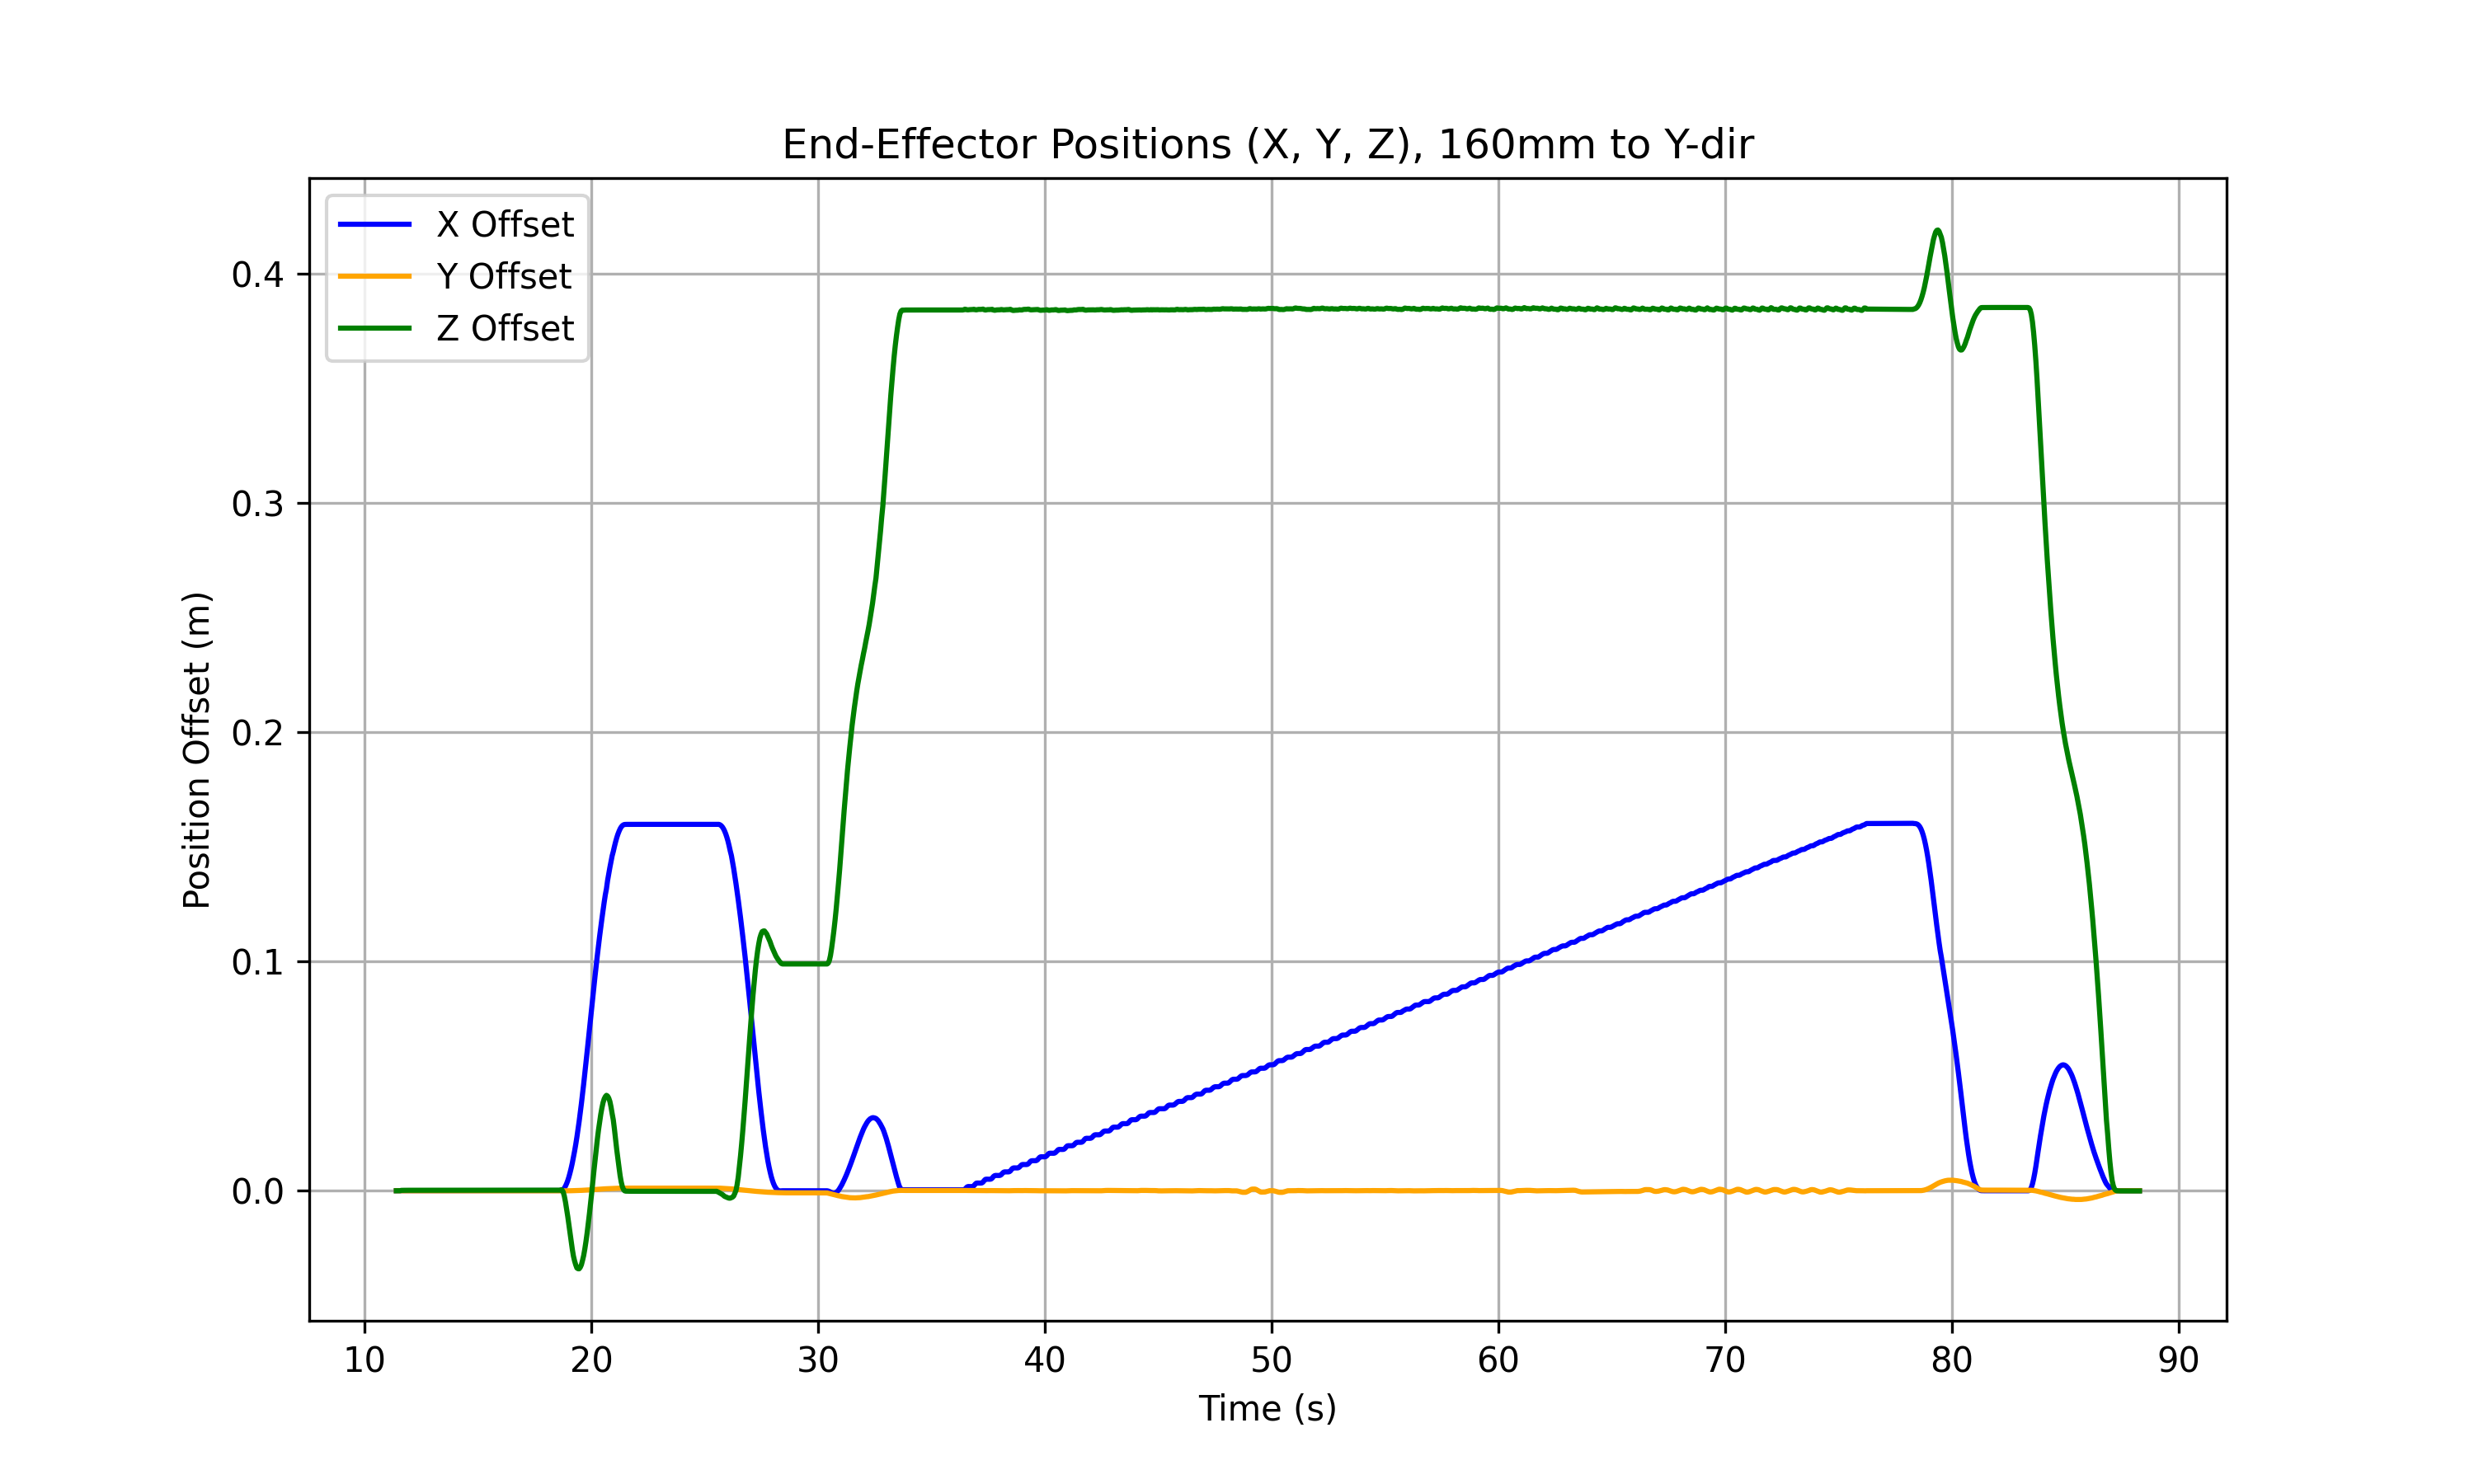 End-Effector Positions (X, Y, Z), 160mm to Y-dir
X Offset
Y Offset
Z Offset
0.4
0.3
0.2
0.1
0.0
Position Offset (m)
10 20 30 40 50 60 70 80 90
Time (s)